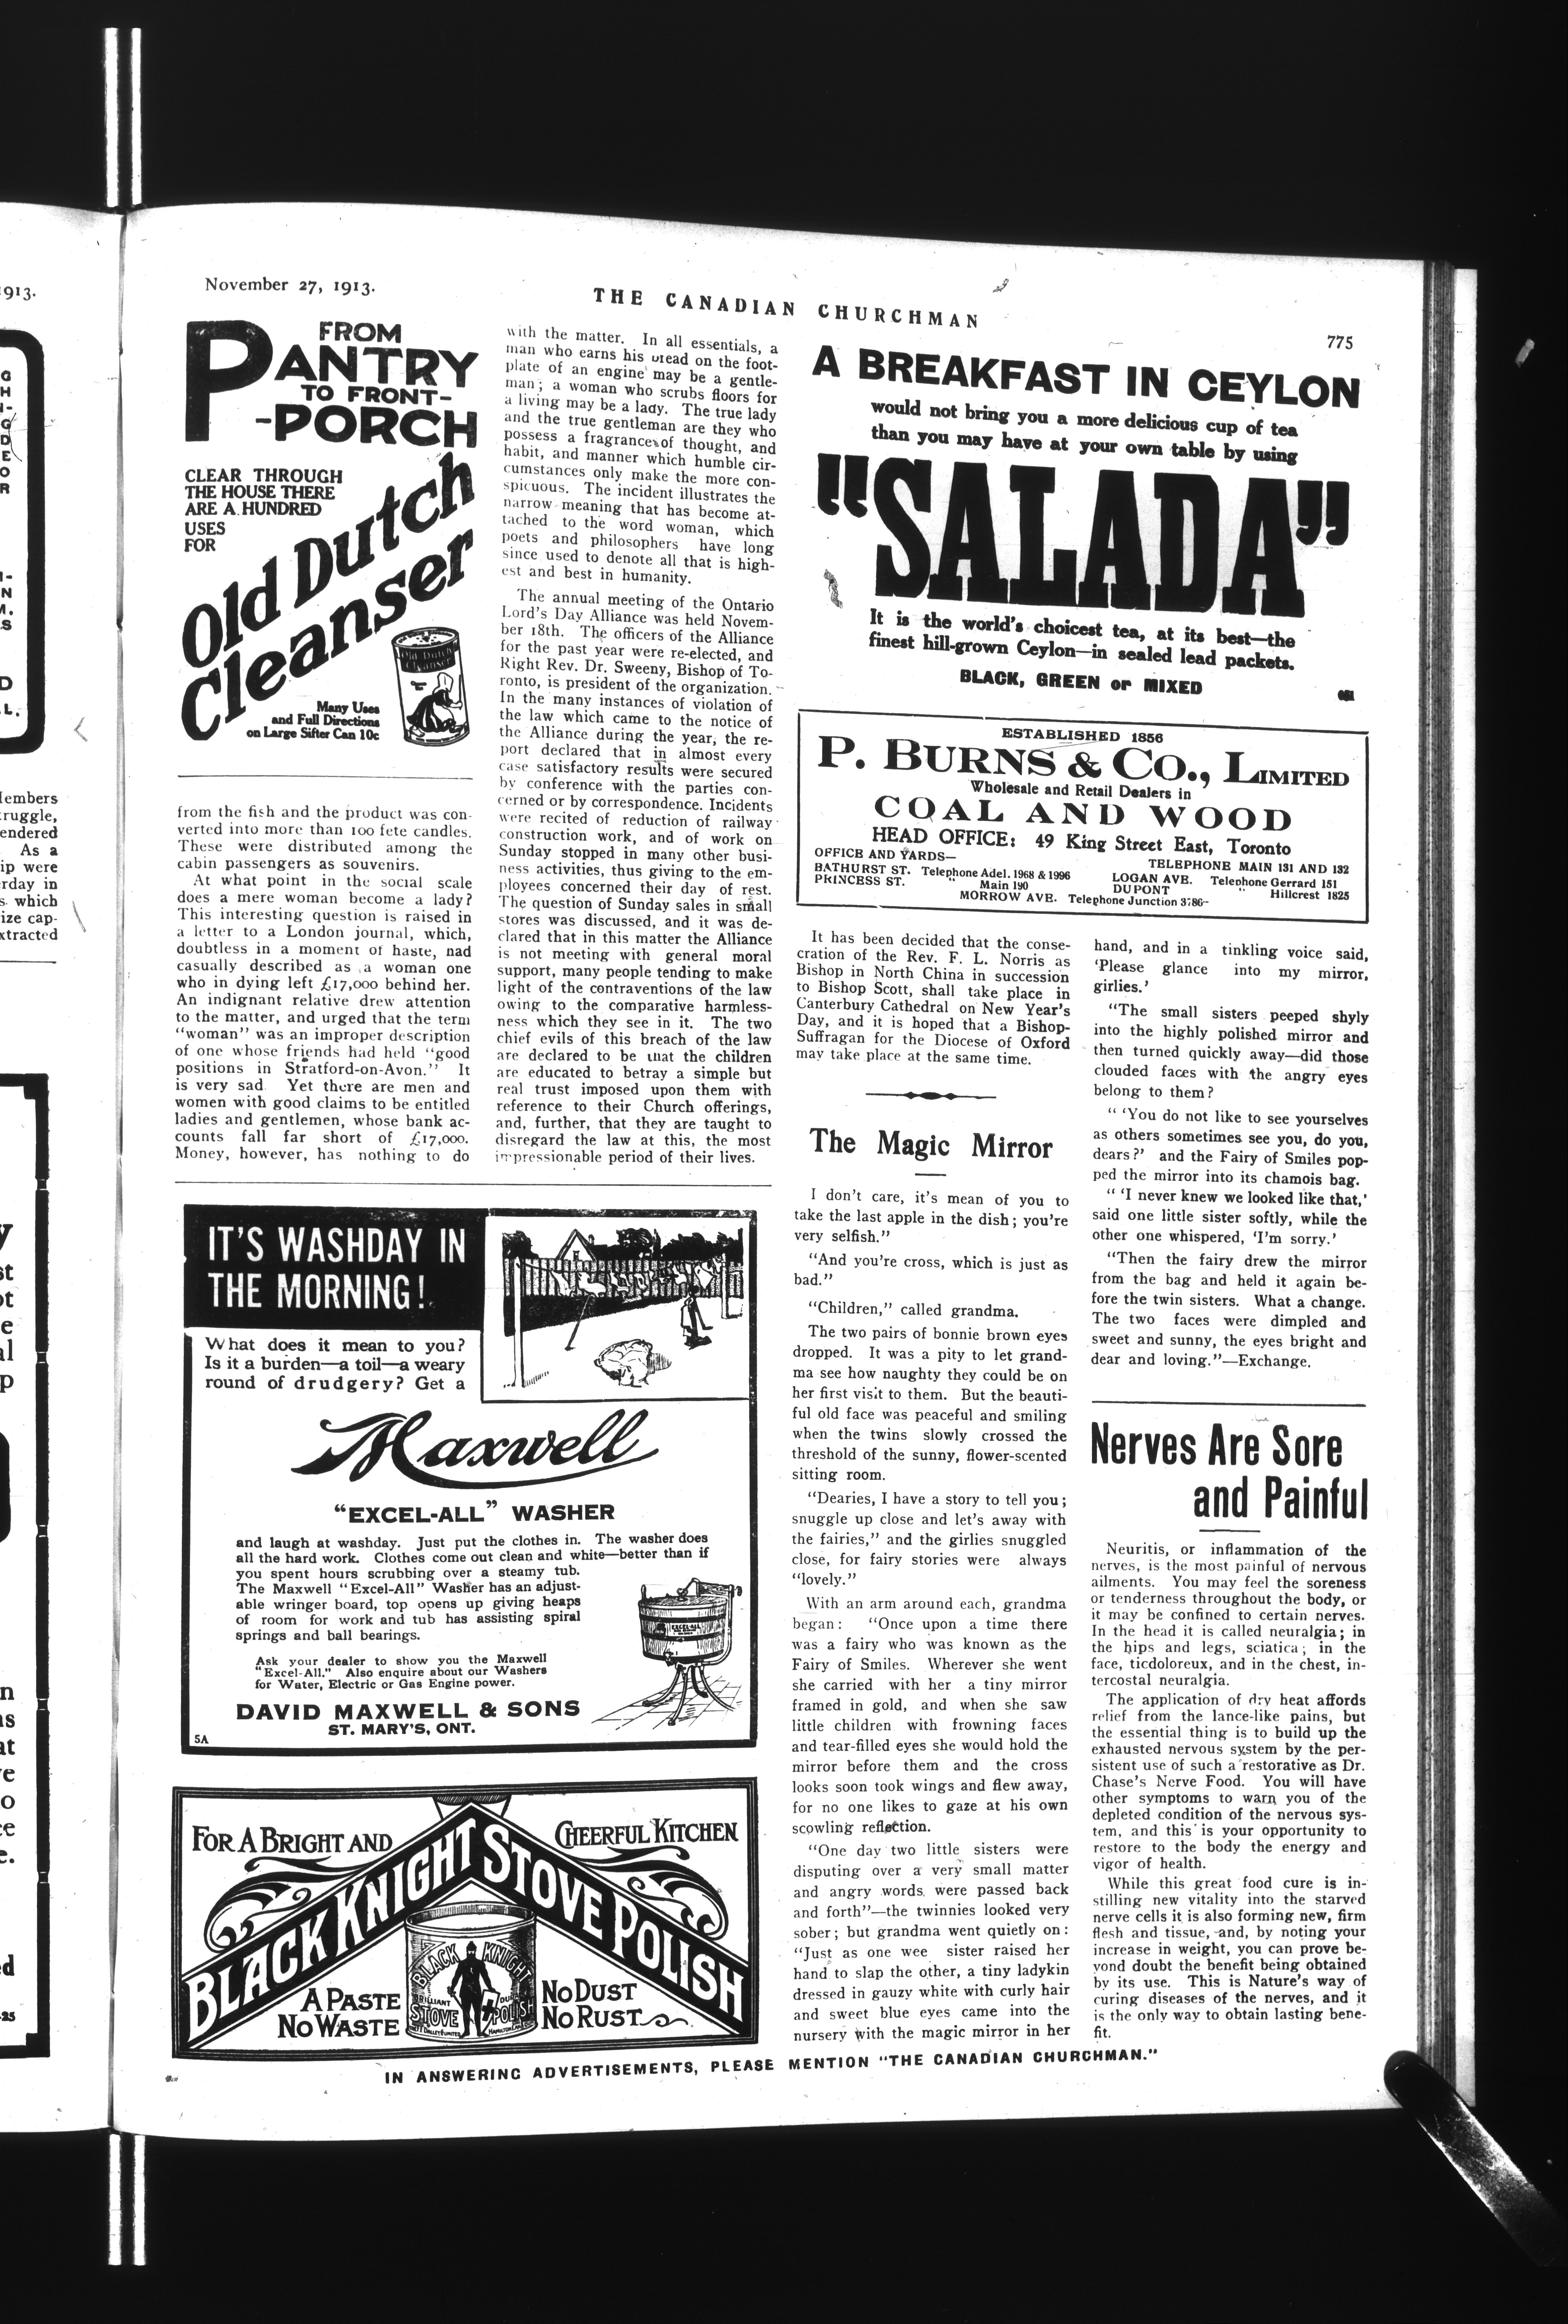 November 27, 1913.
THE CANADIAN CHURCHMAN
775
FROM
PANTRY
TO FRONT-
-PORCH
CLEAR THROUGH
THE HOUSE THERE
ARE A HUNDRED
USES
FOR
Old Dutch
Cleanser
Many Uses
and Full Directions
on Large Sifter Can 10c
from the fish and the product was con-
verted into more than 100 fete candles.
These were distributed among the
cabin passengers as souvenirs.
At what point in the social scale
does a mere woman become a lady?
This interesting question is raised in
a letter to a London journal, which,
doubtless in a moment of haste, had
casually described as a woman one
who in dying left £17,000 behind her.
An indignant relative drew attention
to the matter, and urged that the term
"woman" was an improper description
of one whose friends had held "good
positions in Stratford-on-Avon." It
is very sad Yet there are men and
women with good claims to be entitled
ladies and gentlemen, whose bank ac-
counts fall far short of £17,000.
Money, however, has nothing to do
with the matter. In all essentials, a
man who earns his bread on the foot-
plate of an engine may be a gentle-
man; a woman who scrubs floors for
a living may be a lady. The true lady
and the true gentleman are they who
possess a fragrance of thought, and
habit, and manner which humble cir-
cumstances only make the more con-
spicuous. The incident illustrates the
narrow meaning that has become at-
tached to the word woman, which
poets and philosophers have long
since used to denote all that is high-
est and best in humanity.
The annual meeting of the Ontario
Lord's Day Alliance was held Novem-
ber 18th. The officers of the Alliance
for the past year were re-elected, and
Right Rev. Dr. Sweeny, Bishop of To-
ronto, is president of the organization.
In the many instances of violation of
the law which came to the notice of
the Alliance during the year, the re-
port declared that in almost every
case satisfactory results were secured
by conference with the parties con-
cerned or by correspondence. Incidents
were recited of reduction of railway
construction work, and of work on
Sunday stopped in many other busi-
ness activities, thus giving to the em-
ployees concerned their day of rest.
The question of Sunday sales in small
stores was discussed, and it was de-
clared that in this matter the Alliance
is not meeting with general moral
support, many people tending to make
light of the contraventions of the law
owing to the comparative harmless-
ness which they see in it. The two
chief evils of this breach of the law
are declared to be that the children
are educated to betray a simple but
real trust imposed upon them with
reference to their Church offerings,
and, further, that they are taught to
disregard the law at this, the most
impressionable period of their lives.
IT'S WASHDAY IN
THE MORNING!
What does it mean to you?
Is it a burden—a toil—a weary
round of drudgery? Get a
Maxwell
"EXCEL-ALL" WASHER
and laugh at washday. Just put the clothes in. The washer does
all the hard work. Clothes come out clean and white—better than if
you spent hours scrubbing over a steamy tub.
The Maxwell "Excel-All" Washer has an adjust-
able wringer board, top opens up giving heaps
of room for work and tub has assisting spiral
springs and ball bearings.
Ask your dealer to show you the Maxwell
"Excel-All." Also enquire about our Washers
for Water, Electric or Gas Engine power.
DAVID MAXWELL & SONS
ST. MARY'S, ONT.
5A
FOR A BRIGHT AND CHEERFUL KITCHEN
BLACK KNIGHT STOVE POLISH
A PASTE
NO WASTE
BLACK KNIGHT
STOVE POLISH
NO DUST
NO RUST
A BREAKFAST IN CEYLON
would not bring you a more delicious cup of tea
than you may have at your own table by using
"SALADA"
It is the world's choicest tea, at its best—the
finest hill-grown Ceylon—in sealed lead packets.
BLACK, GREEN or MIXED
ESTABLISHED 1856
P. BURNS & CO., LIMITED
Wholesale and Retail Dealers in
COAL AND WOOD
HEAD OFFICE: 49 King Street East, Toronto
OFFICE AND YARDS— TELEPHONE MAIN 131 AND 132
BATHURST ST. Telephone Adel. 1968 & 1996 LOGAN AVE. Telephone Gerrard 151
PRINCESS ST. " Main 190 DUPONT " Hillcrest 1825
MORROW AVE. Telephone Junction 3786
It has been decided that the conse-
cration of the Rev. F. L. Norris as
Bishop in North China in succession
to Bishop Scott, shall take place in
Canterbury Cathedral on New Year's
Day, and it is hoped that a Bishop-
Suffragan for the Diocese of Oxford
may take place at the same time.
The Magic Mirror
I don't care, it's mean of you to
take the last apple in the dish; you're
very selfish."
"And you're cross, which is just as
bad."
"Children," called grandma.
The two pairs of bonnie brown eyes
dropped. It was a pity to let grand-
ma see how naughty they could be on
her first visit to them. But the beauti-
ful old face was peaceful and smiling
when the twins slowly crossed the
threshold of the sunny, flower-scented
sitting room.
"Dearies, I have a story to tell you;
snuggle up close and let's away with
the fairies," and the girlies snuggled
close, for fairy stories were always
"lovely."
With an arm around each, grandma
began: "Once upon a time there
was a fairy who was known as the
Fairy of Smiles. Wherever she went
she carried with her a tiny mirror
framed in gold, and when she saw
little children with frowning faces
and tear-filled eyes she would hold the
mirror before them and the cross
looks soon took wings and flew away,
for no one likes to gaze at his own
scowling reflection.
"One day two little sisters were
disputing over a very small matter
and angry words were passed back
and forth"—the twinnies looked very
sober; but grandma went quietly on:
"Just as one wee sister raised her
hand to slap the other, a tiny ladykin
dressed in gauzy white with curly hair
and sweet blue eyes came into the
nursery with the magic mirror in her
hand, and in a tinkling voice said,
'Please glance into my mirror,
girlies.'
"The small sisters peeped shyly
into the highly polished mirror and
then turned quickly away—did those
clouded faces with the angry eyes
belong to them?
" 'You do not like to see yourselves
as others sometimes see you, do you,
dears?' and the Fairy of Smiles pop-
ped the mirror into its chamois bag.
" 'I never knew we looked like that,'
said one little sister softly, while the
other one whispered, 'I'm sorry.'
"Then the fairy drew the mirror
from the bag and held it again be-
fore the twin sisters. What a change.
The two faces were dimpled and
sweet and sunny, the eyes bright and
dear and loving."—Exchange.
Nerves Are Sore
and Painful
Neuritis, or inflammation of the
nerves, is the most painful of nervous
ailments. You may feel the soreness
or tenderness throughout the body, or
it may be confined to certain nerves.
In the head it is called neuralgia; in
the hips and legs, sciatica; in the
face, ticdoloreux, and in the chest, in-
tercostal neuralgia.
The application of dry heat affords
relief from the lance-like pains, but
the essential thing is to build up the
exhausted nervous system by the per-
sistent use of such a restorative as Dr.
Chase's Nerve Food. You will have
other symptoms to warn you of the
depleted condition of the nervous sys-
tem, and this is your opportunity to
restore to the body the energy and
vigor of health.
While this great food cure is in-
stilling new vitality into the starved
nerve cells it is also forming new, firm
flesh and tissue, and, by noting your
increase in weight, you can prove be-
yond doubt the benefit being obtained
by its use. This is Nature's way of
curing diseases of the nerves, and it
is the only way to obtain lasting bene-
fit.
IN ANSWERING ADVERTISEMENTS, PLEASE MENTION "THE CANADIAN CHURCHMAN."